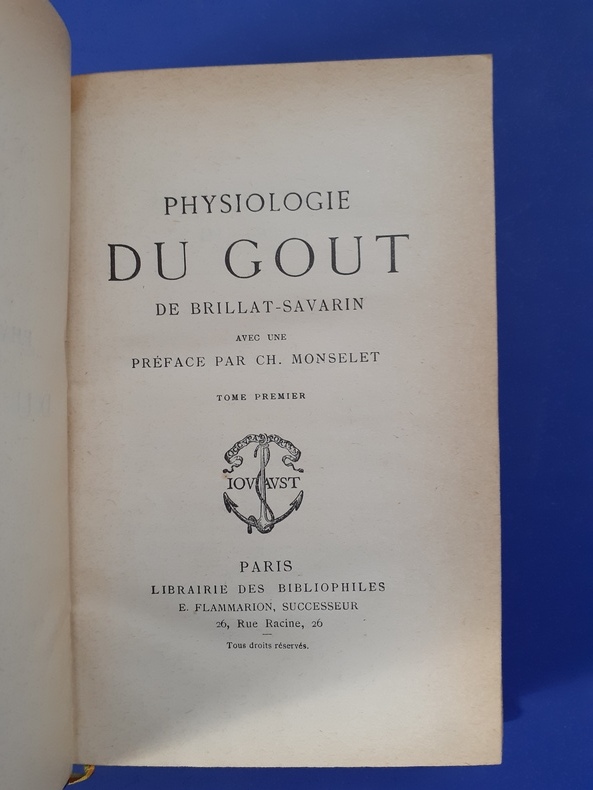 PHYSIOLOGIE
DU GOUT
DE BRILLAT-SAVARIN
AVEC UNE
PRÉFACE PAR CH. MONSELET
TOME PREMIER
IOVAVST
PARIS
LIBRAIRIE DES BIBLIOPHILES
E. FLAMMARION, SUCCESSEUR
26, Rue Racine, 26
Tous droits réservés.